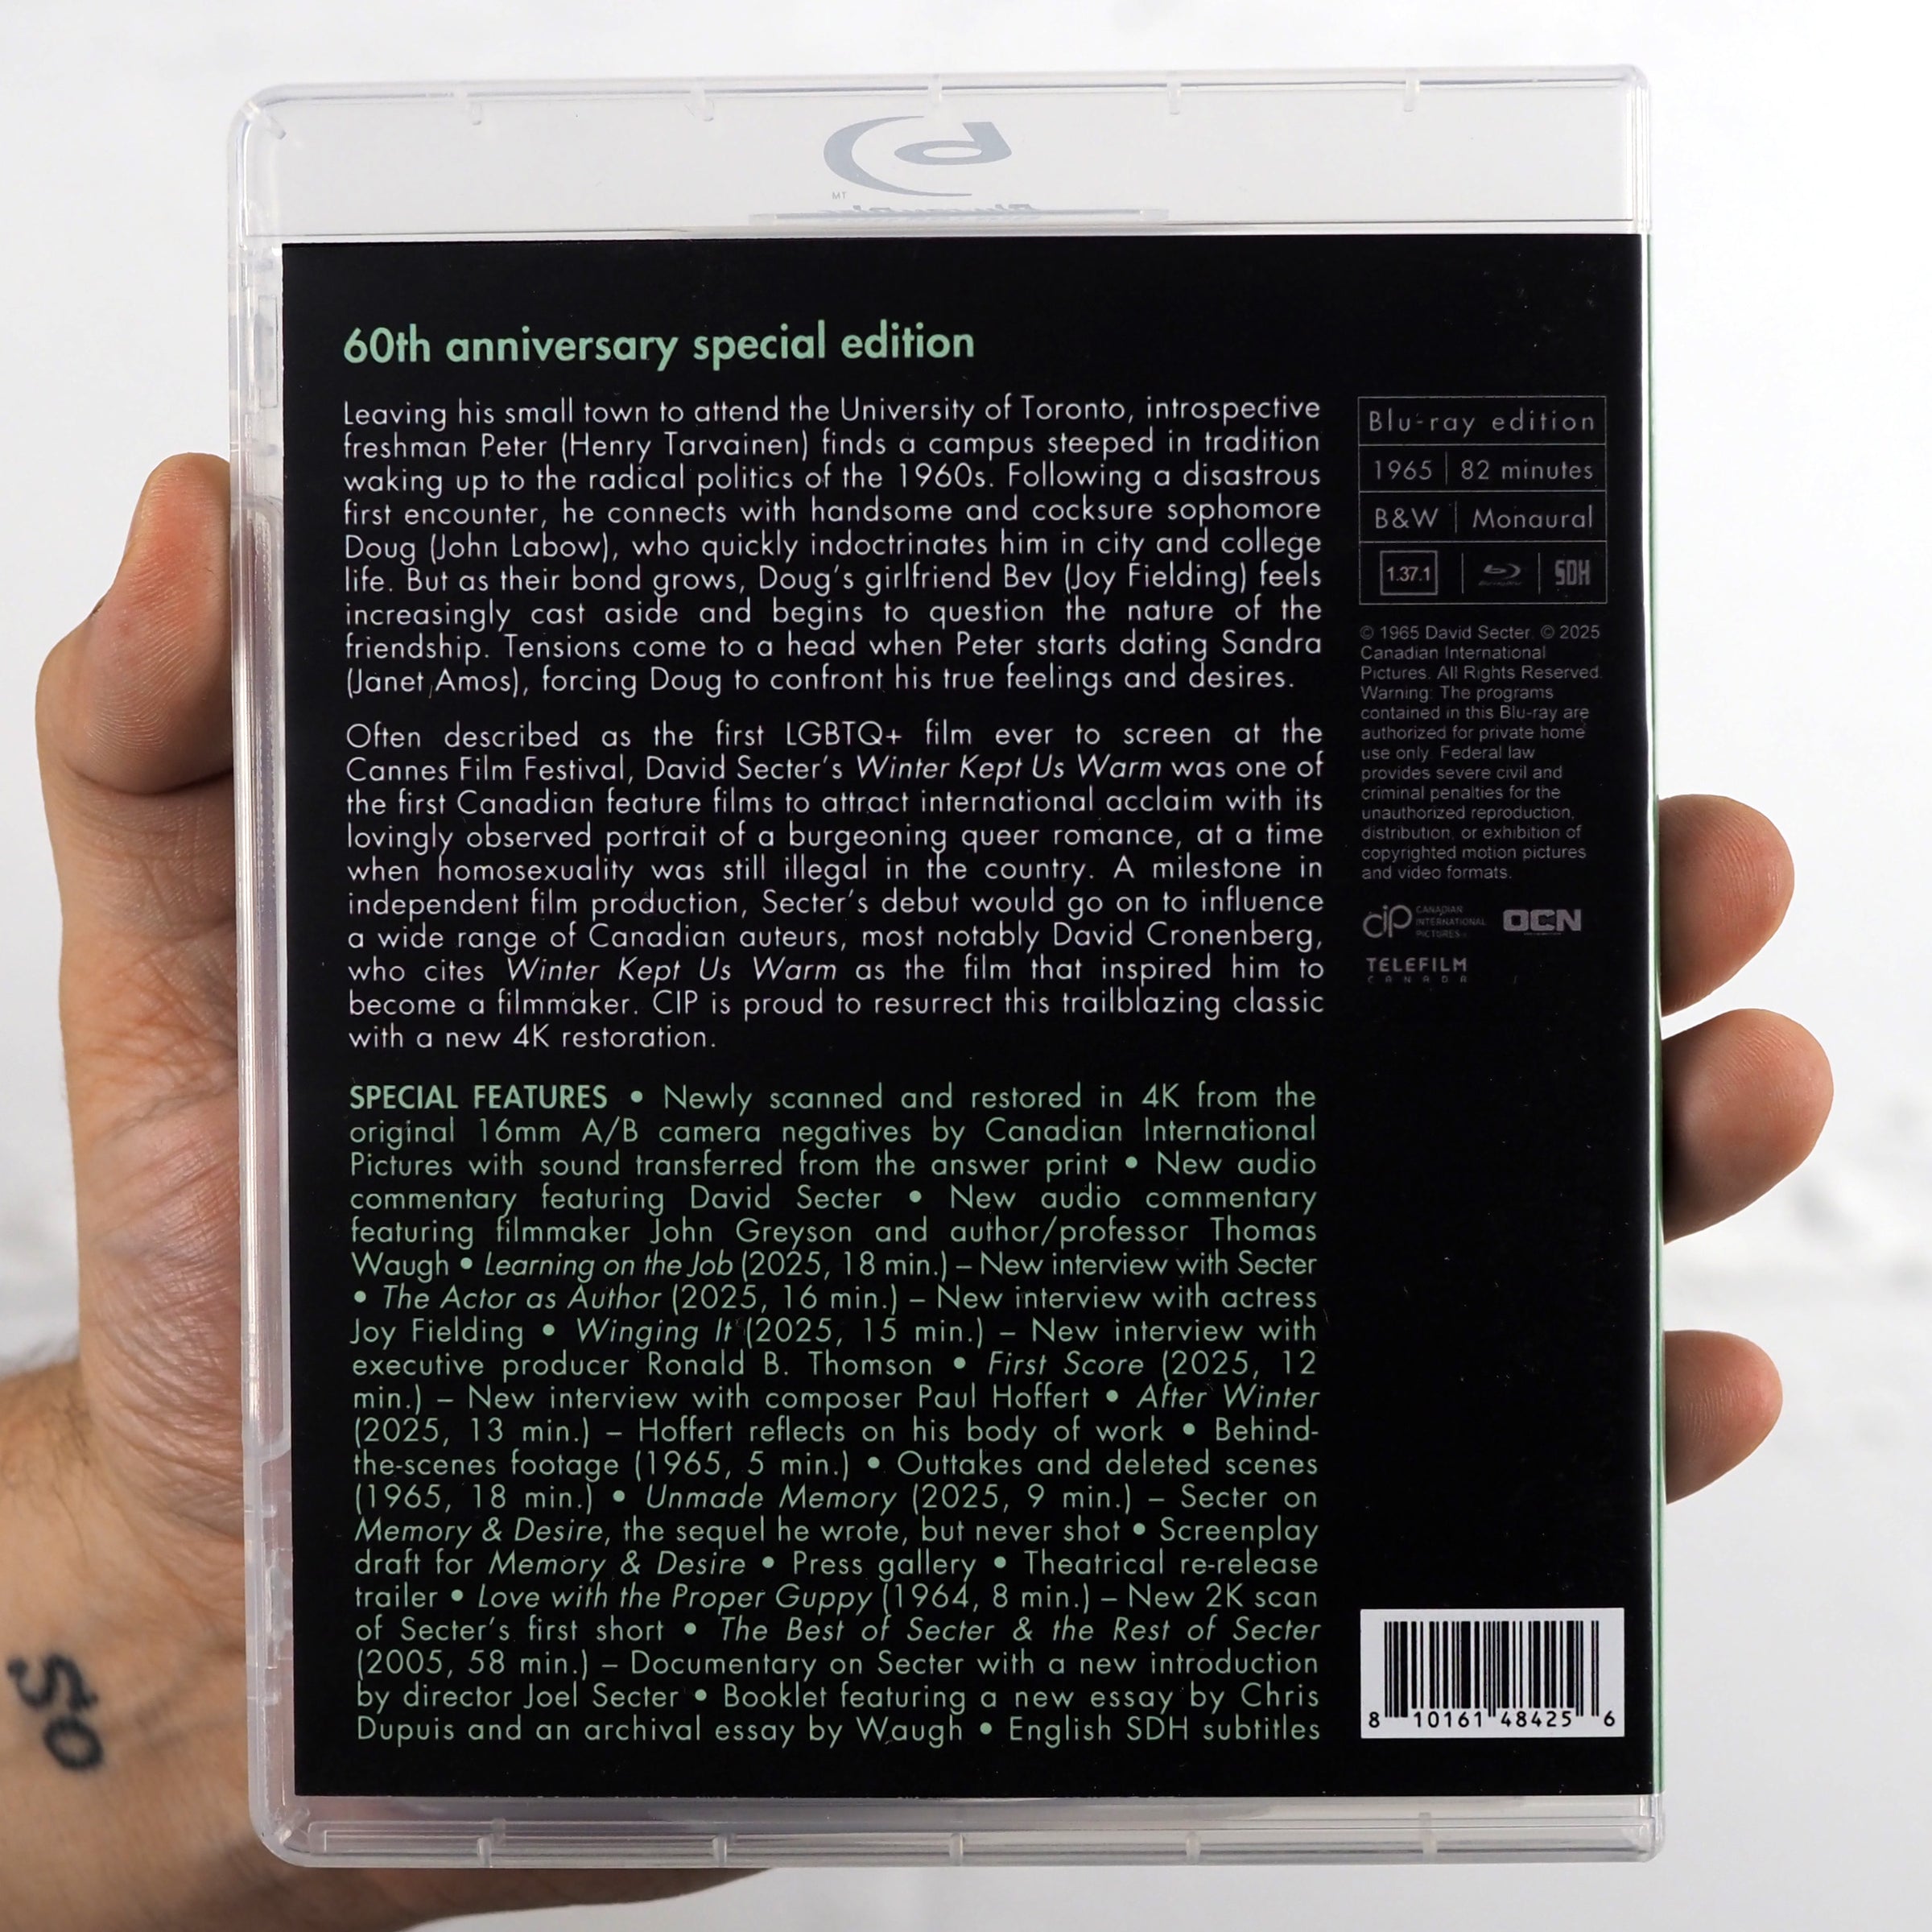 60th anniversary special edition
Leaving his small town to attend the University of Toronto, introspective
freshman Peter (Henry Tarvainen) finds a campus steeped in tradition
waking up to the radical politics of the 1960s. Following a disastrous
first encounter, he connects with handsome and cocksure sophomore
Doug (John Labow), who quickly indoctrinates him in city and college
life. But as their bond grows, Doug's girlfriend Bev (Joy Fielding) feels
increasingly cast aside and begins to question the nature of the
friendship. Tensions come to a head when Peter starts dating Sandra
(Janet Amos), forcing Doug to confront his true feelings and desires.
Often described as the first LGBTQ+ film ever to screen at the
Cannes Film Festival, David Secter's Winter Kept Us Warm was one of
the first Canadian feature films to attract international acclaim with its
lovingly observed portrait of a burgeoning queer romance, at a time
when homosexuality was still illegal in the country. A milestone in
independent film production, Secter's debut would go on to influence
a wide range of Canadian auteurs, most notably David Cronenberg,
who cites Winter Kept Us Warm as the film that inspired him to
become a filmmaker. CIP is proud to resurrect this trailblazing classic
with a new 4K restoration.
SPECIAL FEATURES • Newly scanned and restored in 4K from the
original 16mm A/B camera negatives by Canadian International
Pictures with sound transferred from the answer print • New audio
commentary featuring David Secter • New audio commentary
featuring filmmaker John Greyson and author/professor Thomas
Waugh • Learning on the Job (2025, 18 min.) – New interview with Secter
• The Actor as Author (2025, 16 min.) – New interview with actress
Joy Fielding • Winging It (2025, 15 min.) – New interview with
executive producer Ronald B. Thomson • First Score (2025, 12
min.) – New interview with composer Paul Hoffert • After Winter
(2025, 13 min.) – Hoffert reflects on his body of work • Behind-
the-scenes footage (1965, 5 min.) • Outtakes and deleted scenes
(1965, 18 min.) • Unmade Memory (2025, 9 min.) – Secter on
Memory & Desire, the sequel he wrote, but never shot • Screenplay
draft for Memory & Desire • Press gallery • Theatrical re-release
trailer • Love with the Proper Guppy (1964, 8 min.) – New 2K scan
of Secter's first short • The Best of Secter & the Rest of Secter
(2005, 58 min.) – Documentary on Secter with a new introduction
by director Joel Secter • Booklet featuring a new essay by Chris
Dupuis and an archival essay by Waugh • English SDH subtitles
Blu-ray edition
1965 | 82 minutes
B&W | Monaural
1.37.1 SDH
© 1965 David Secter. © 2025
Canadian International
Pictures. All Rights Reserved.
Warning: The programs
contained in this Blu-ray are
authorized for private home
use only. Federal law
provides severe civil and
criminal penalties for the
unauthorized reproduction,
distribution, or exhibition of
copyrighted motion pictures
and video formats.
cip CANADIAN INTERNATIONAL PICTURES OCN
TELEFILM
CANADA
8 10161 48425 6
so